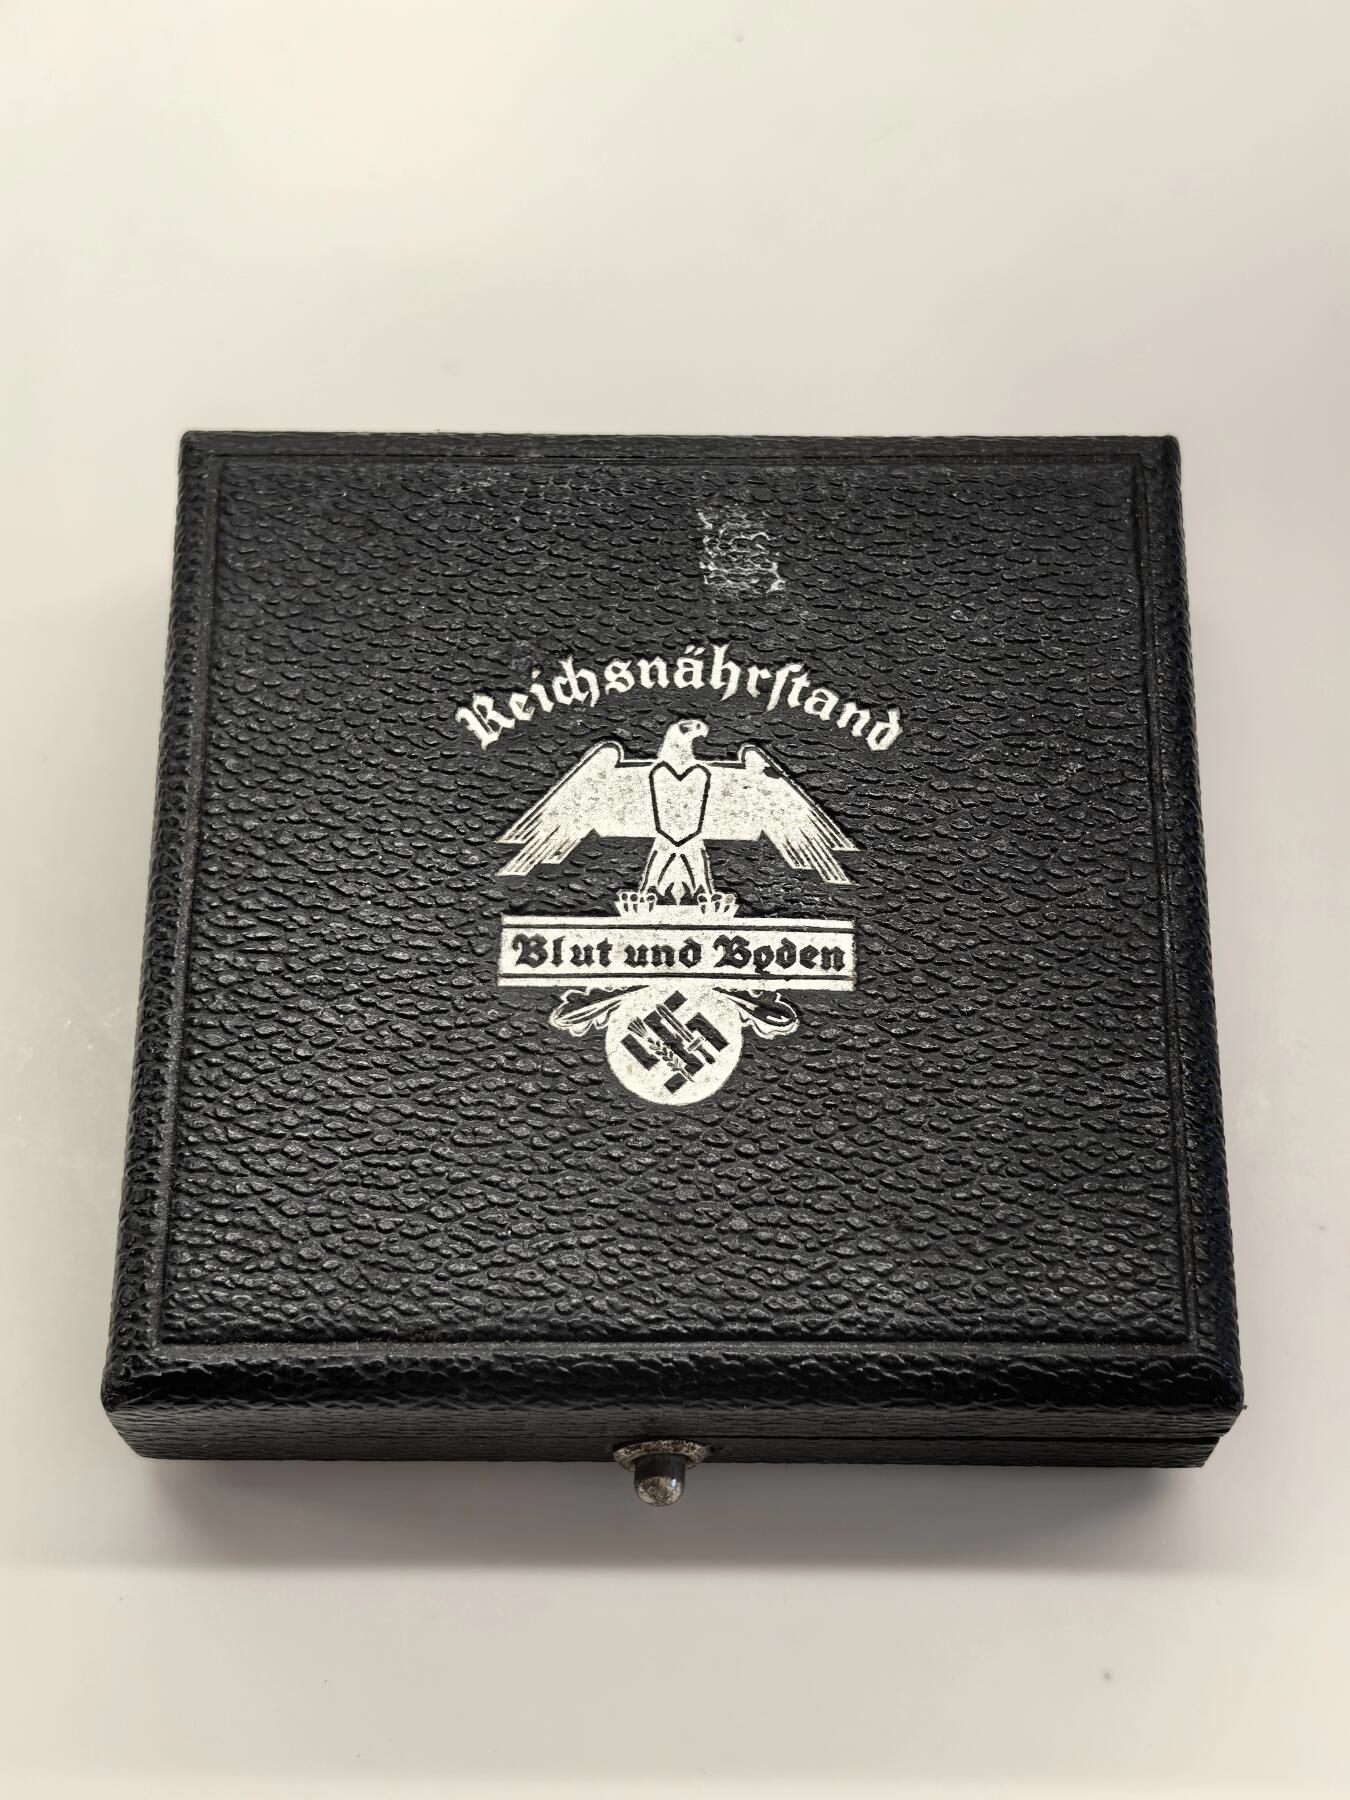 Reichsnährſtand
Blut und Boden